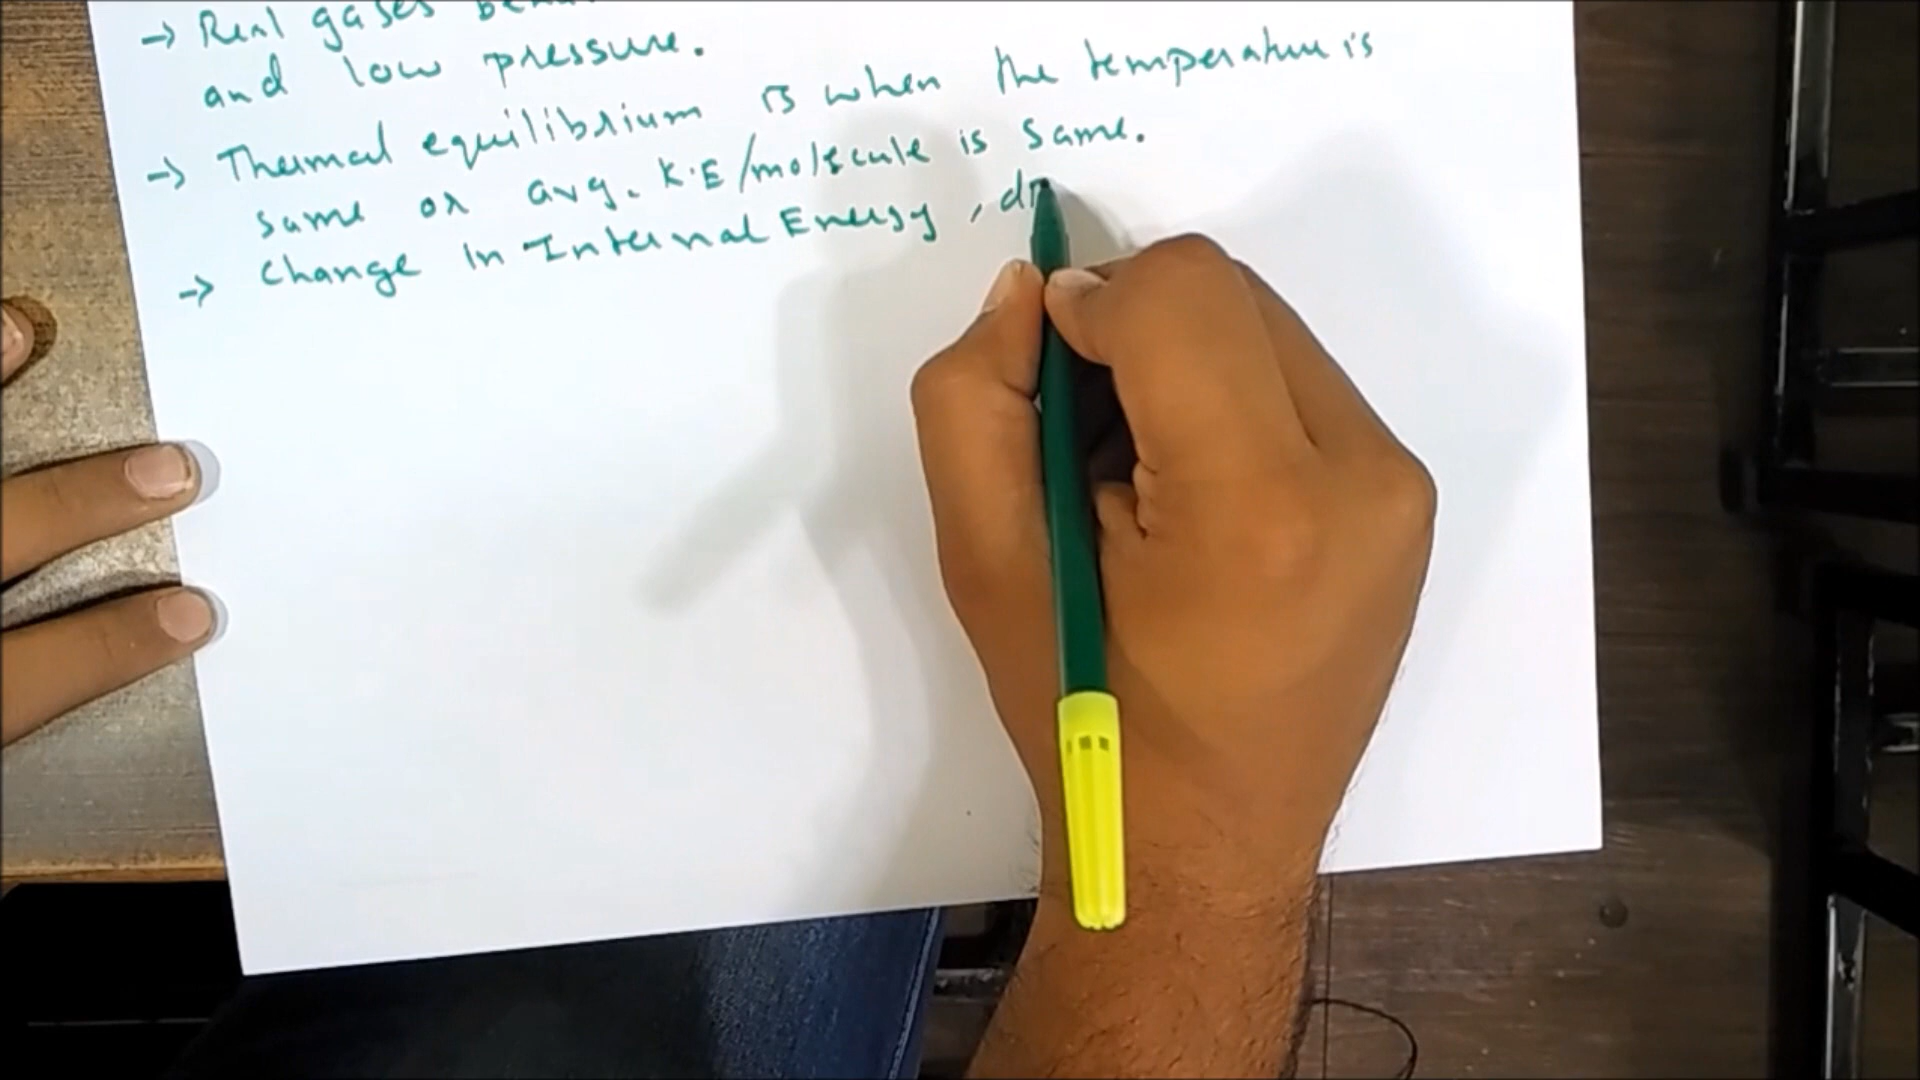 → Real gases
and low pressure.
→ Thermal equilibrium is when the temperature is
same or avg. K.E/molecule is same.
→ Change in Internal Energy, d